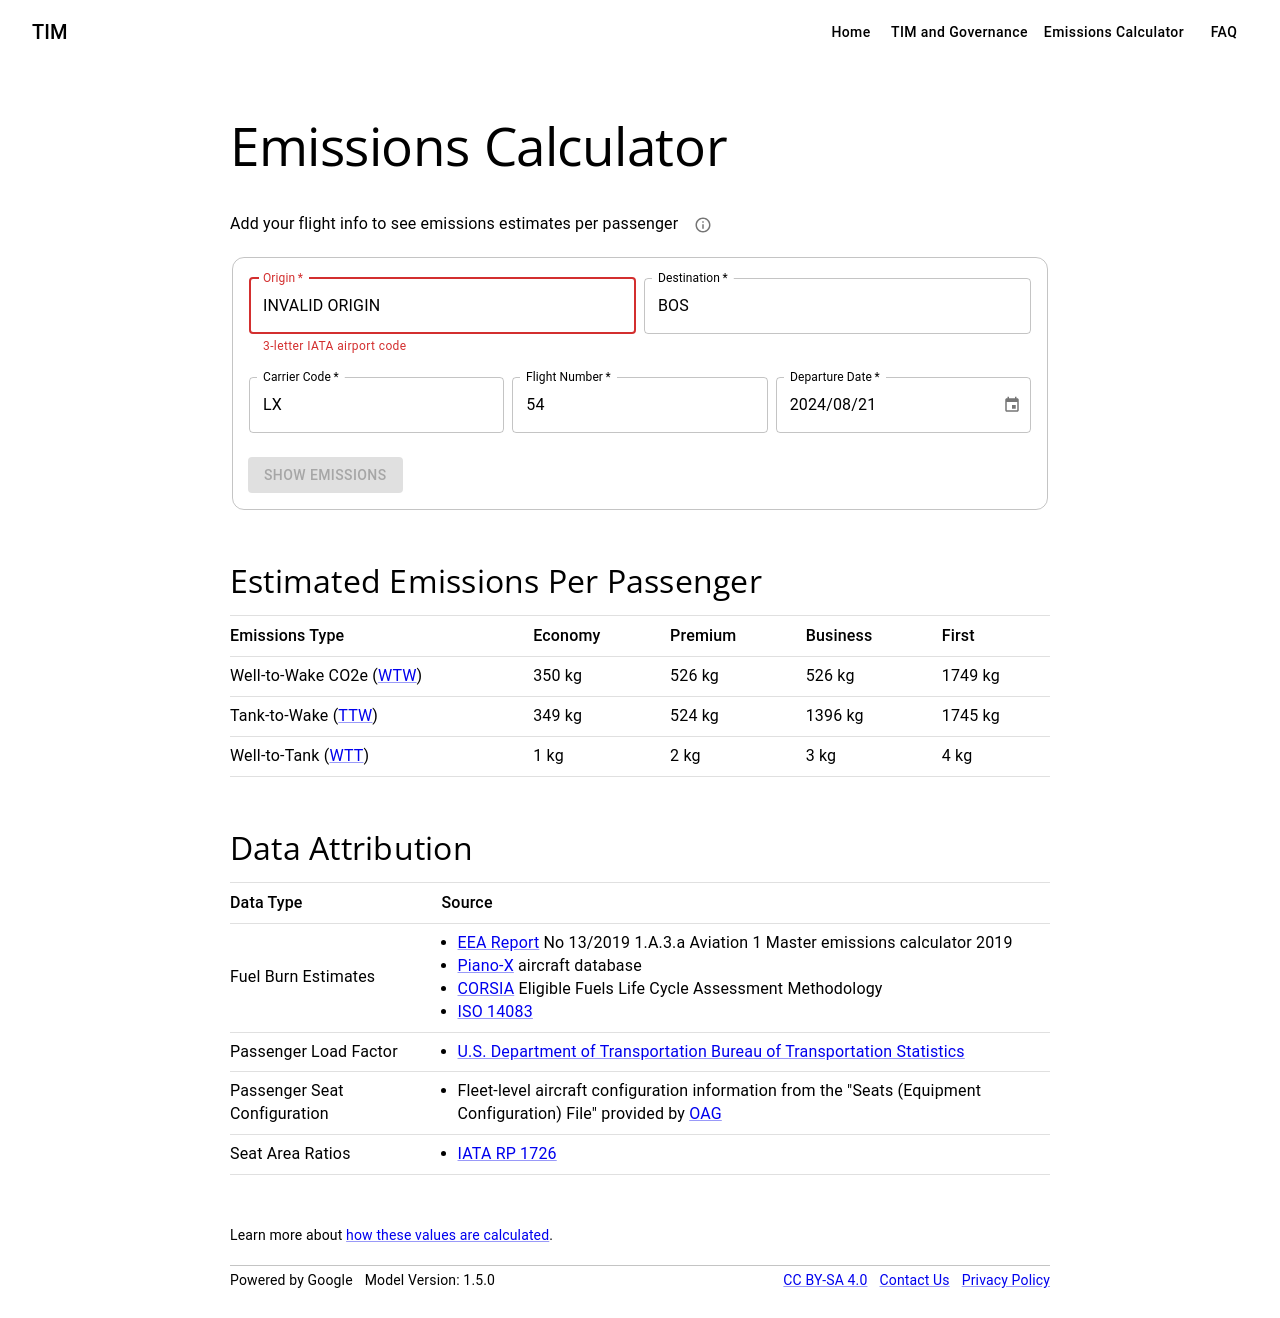 TIM
Home TIM and Governance Emissions Calculator FAQ
Emissions Calculator
Add your flight info to see emissions estimates per passenger
Origin * Destination *
INVALID ORIGIN BOS
3-letter IATA airport code
Carrier Code * Flight Number * Departure Date *
LX 54 2024/08/21
SHOW EMISSIONS
Estimated Emissions Per Passenger
Emissions Type Economy Premium Business First
Well-to-Wake CO2e (WTW) 350 kg 526 kg 526 kg 1749 kg
Tank-to-Wake (TTW) 349 kg 524 kg 1396 kg 1745 kg
Well-to-Tank (WTT) 1 kg 2 kg 3 kg 4 kg
Data Attribution
Data Type Source
Fuel Burn Estimates
• EEA Report No 13/2019 1.A.3.a Aviation 1 Master emissions calculator 2019
• Piano-X aircraft database
• CORSIA Eligible Fuels Life Cycle Assessment Methodology
• ISO 14083
Passenger Load Factor • U.S. Department of Transportation Bureau of Transportation Statistics
Passenger Seat
Configuration
• Fleet-level aircraft configuration information from the "Seats (Equipment
Configuration) File" provided by OAG
Seat Area Ratios • IATA RP 1726
Learn more about how these values are calculated.
Powered by Google Model Version: 1.5.0 CC BY-SA 4.0 Contact Us Privacy Policy